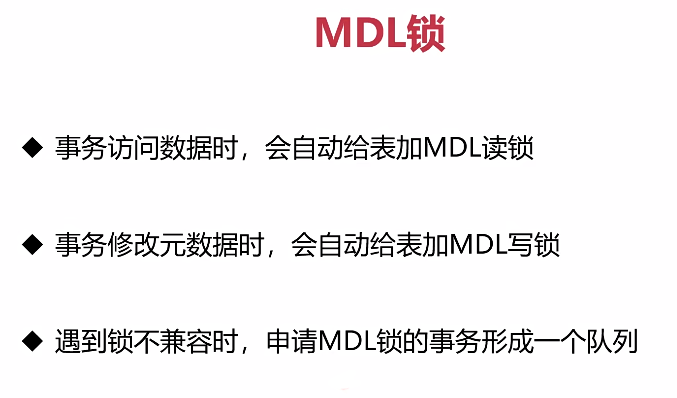 MDL锁
◆ 事务访问数据时，会自动给表加MDL读锁
◆ 事务修改元数据时，会自动给表加MDL写锁
◆ 遇到锁不兼容时，申请MDL锁的事务形成一个队列